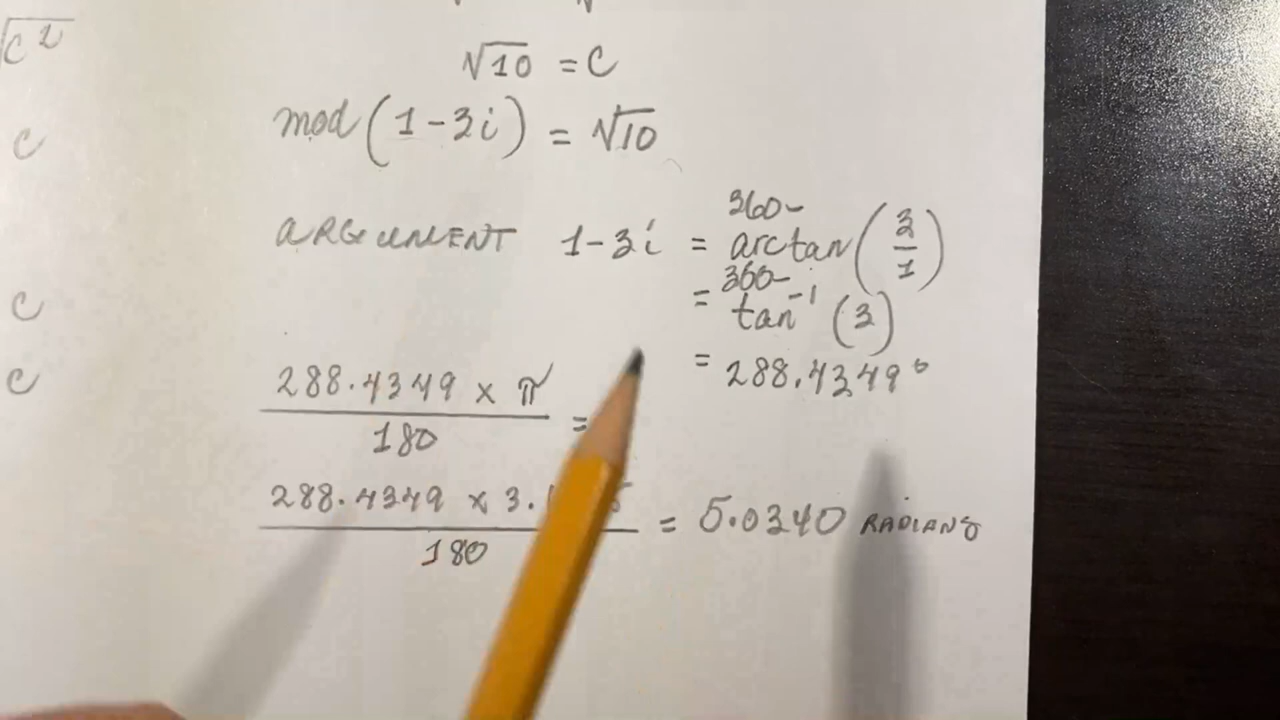 √c²
√10 = C
C
mod(1-3i) = √10
ARGUMENT 1-3i = 360- arctan(3/1)
= 360- tan⁻¹(3)
C
= 288.4349°
C
288.4349 x π / 180 =
288.4349 x 3. / 180 = 5.0340 RADIANS